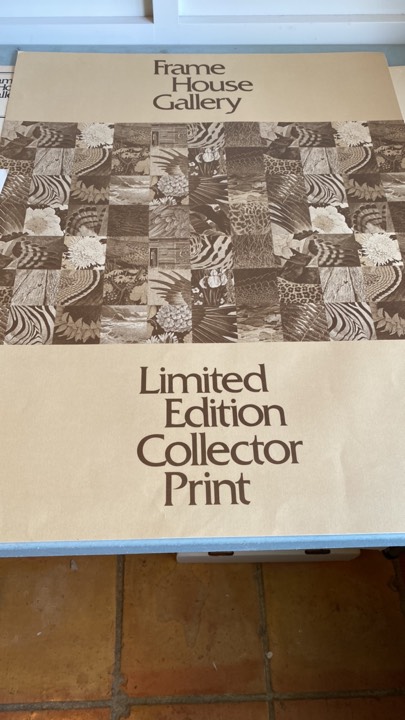 Frame
House
Gallery
Limited
Edition
Collector
Print